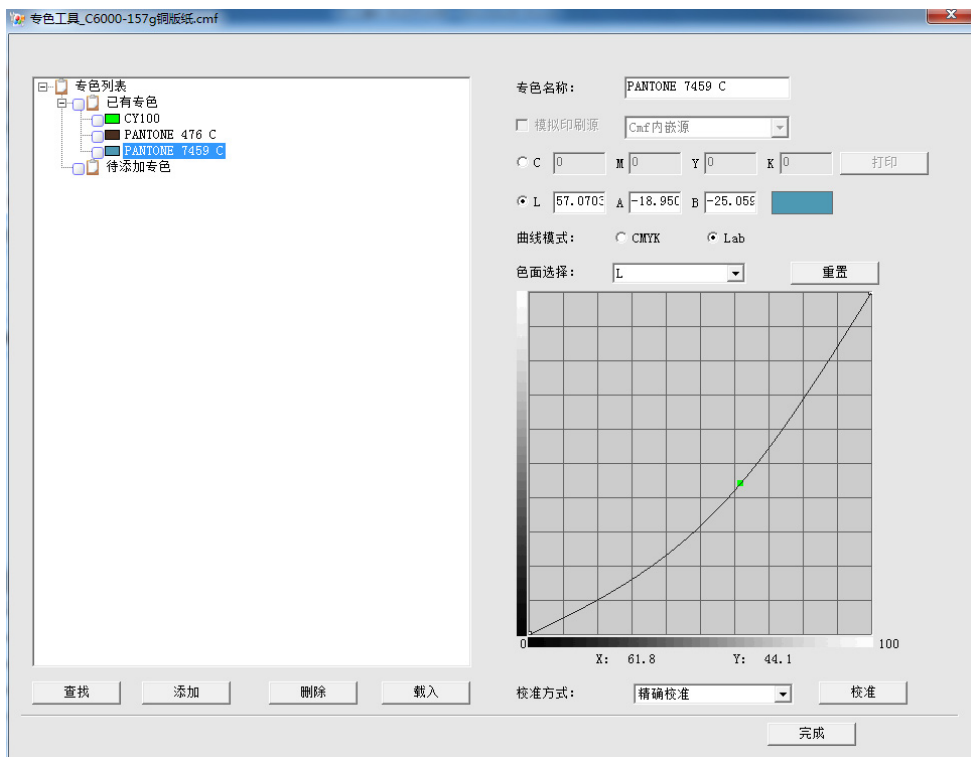 专色工具_C6000-157g铜版纸.cmf
专色列表
已有专色
CY100
PANTONE 476 C
PANTONE 7459 C
待添加专色
查找 添加 删除 载入
专色名称: PANTONE 7459 C
模拟印刷源 Cmf内嵌源
C 0 M 0 Y 0 K 0 打印
L 57.0703 A -18.950 B -25.059
曲线模式: CMYK Lab
色面选择: L 重置
0 100
X: 61.8 Y: 44.1
校准方式: 精确校准 校准
完成